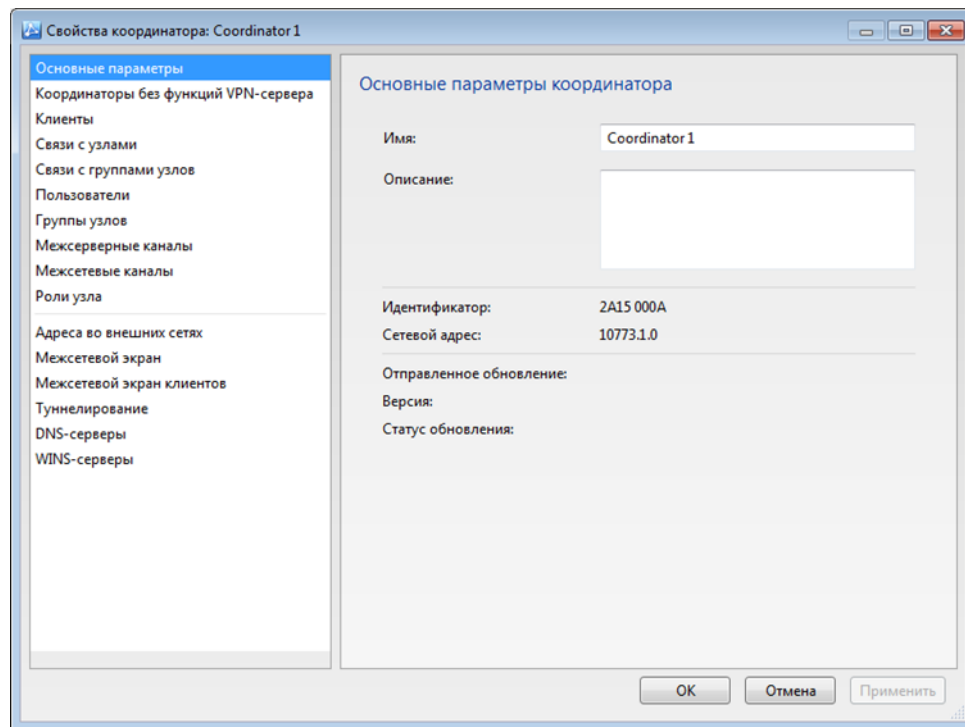 Свойства координатора: Coordinator 1
Основные параметры
Координаторы без функций VPN-сервера
Клиенты
Связи с узлами
Связи с группами узлов
Пользователи
Группы узлов
Межсерверные каналы
Межсетевые каналы
Роли узла
Адреса во внешних сетях
Межсетевой экран
Межсетевой экран клиентов
Туннелирование
DNS-серверы
WINS-серверы
Основные параметры координатора
Имя: Coordinator 1
Описание:
Идентификатор: 2A15 000A
Сетевой адрес: 10773.1.0
Отправленное обновление:
Версия:
Статус обновления:
OK Отмена Применить